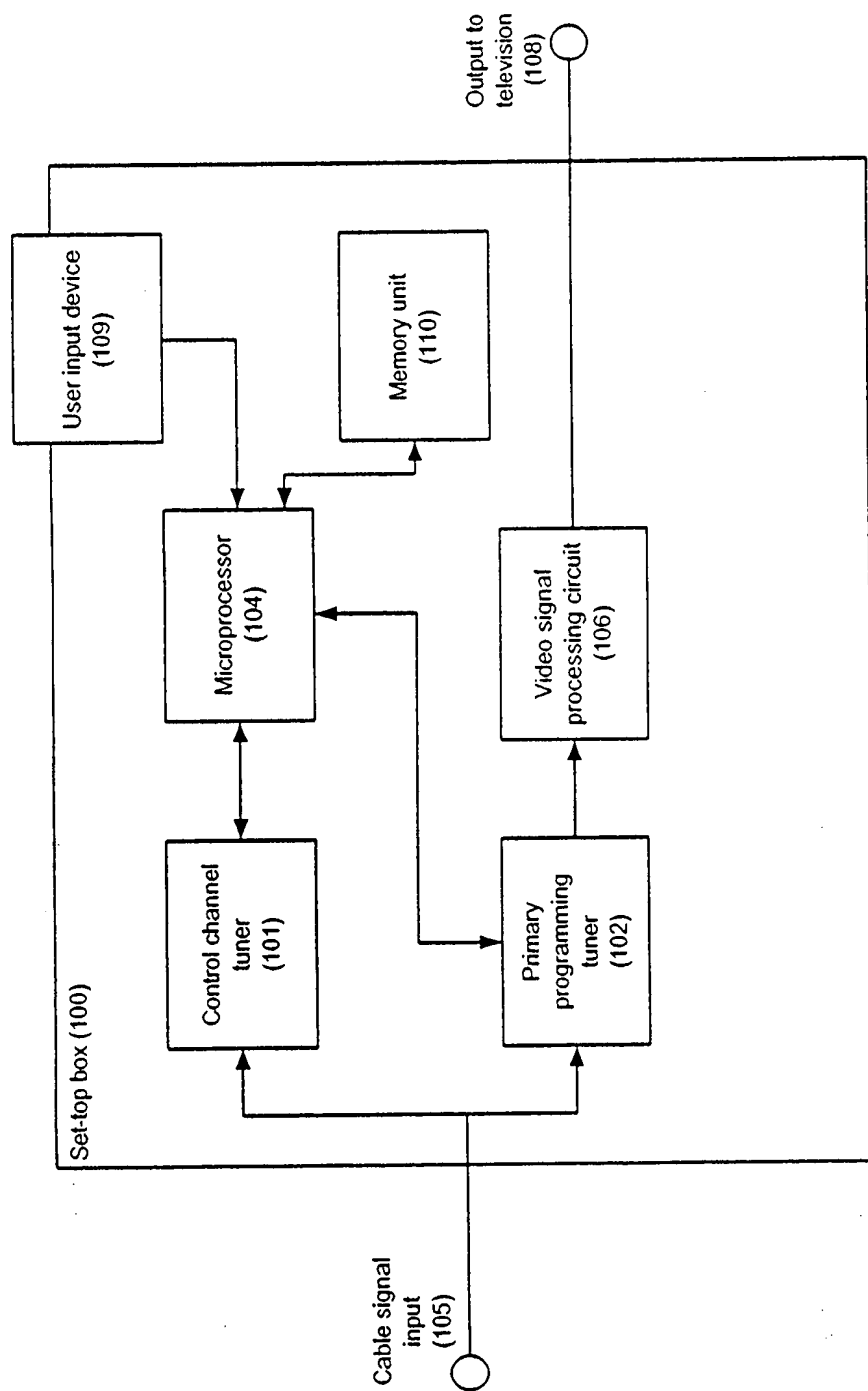 Set-top box (100)
User input device
(109)
Control channel
tuner
(101)
Microprocessor
(104)
Memory unit
(110)
Cable signal
input
(105)
Primary
programming
tuner
(102)
Video signal
processing circuit
(106)
Output to
television
(108)